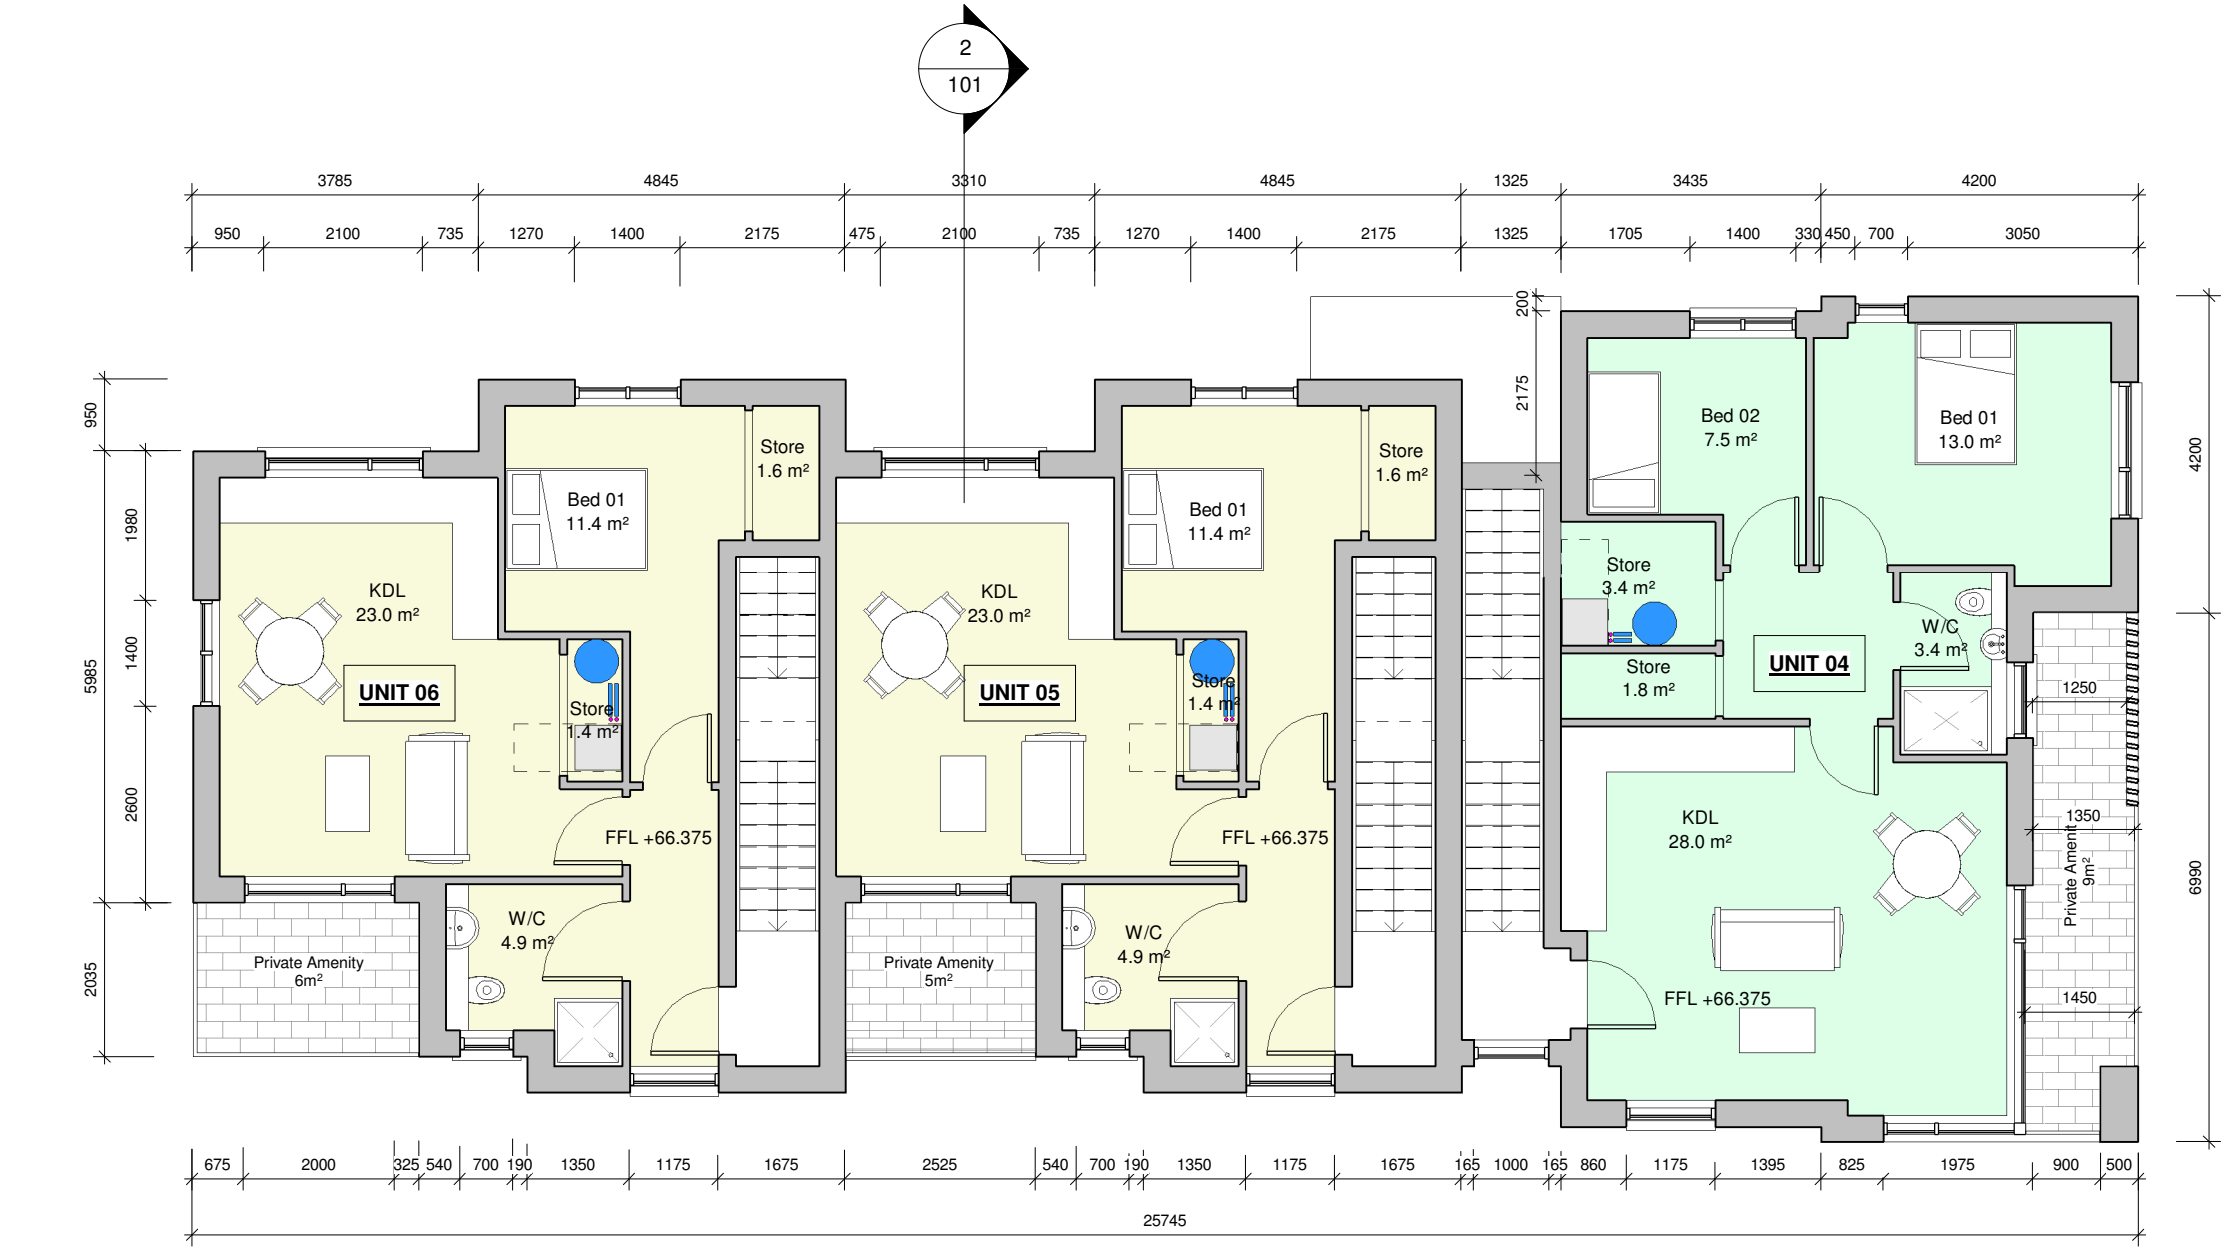 2
101
3785 4845 3310 4845 1325 3435 4200
950 2100 735 1270 1400 2175 475 2100 735 1270 1400 2175 1325 1705 1400 330 450 700 3050
200
2175
950
5985
2035
1980
1400
2600
4200
6990
Store
1.6 m²
Bed 01
11.4 m²
KDL
23.0 m²
UNIT 06
Store
1.4 m²
FFL +66.375
W/C
4.9 m²
Private Amenity
6m²
Store
1.6 m²
Bed 01
11.4 m²
KDL
23.0 m²
UNIT 05
Store
1.4 m²
FFL +66.375
W/C
4.9 m²
Private Amenity
5m²
Bed 02
7.5 m²
Bed 01
13.0 m²
Store
3.4 m²
W/C
3.4 m²
UNIT 04
Store
1.8 m²
KDL
28.0 m²
FFL +66.375
1250
1350
Private Amenit
9m²
1450
675 2000 325 540 700 190 1350 1175 1675 2525 540 700 190 1350 1175 1675 165 1000 165 860 1175 1395 825 1975 900 500
25745